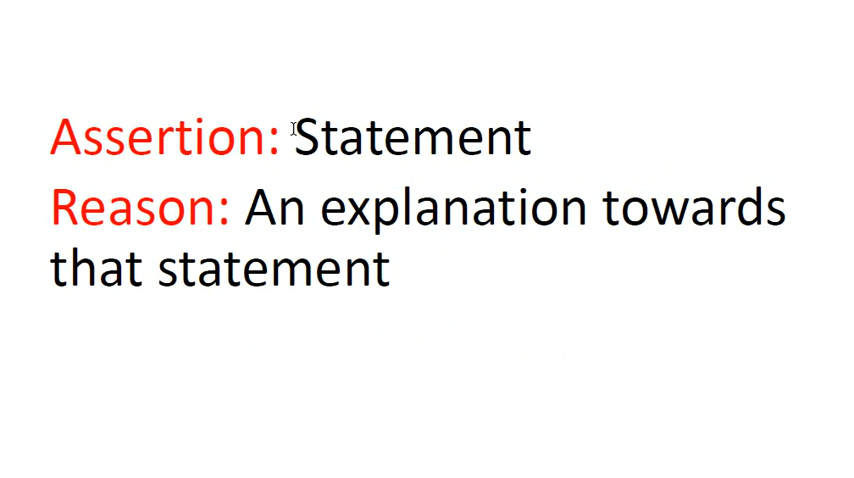 Assertion: Statement
Reason: An explanation towards
that statement